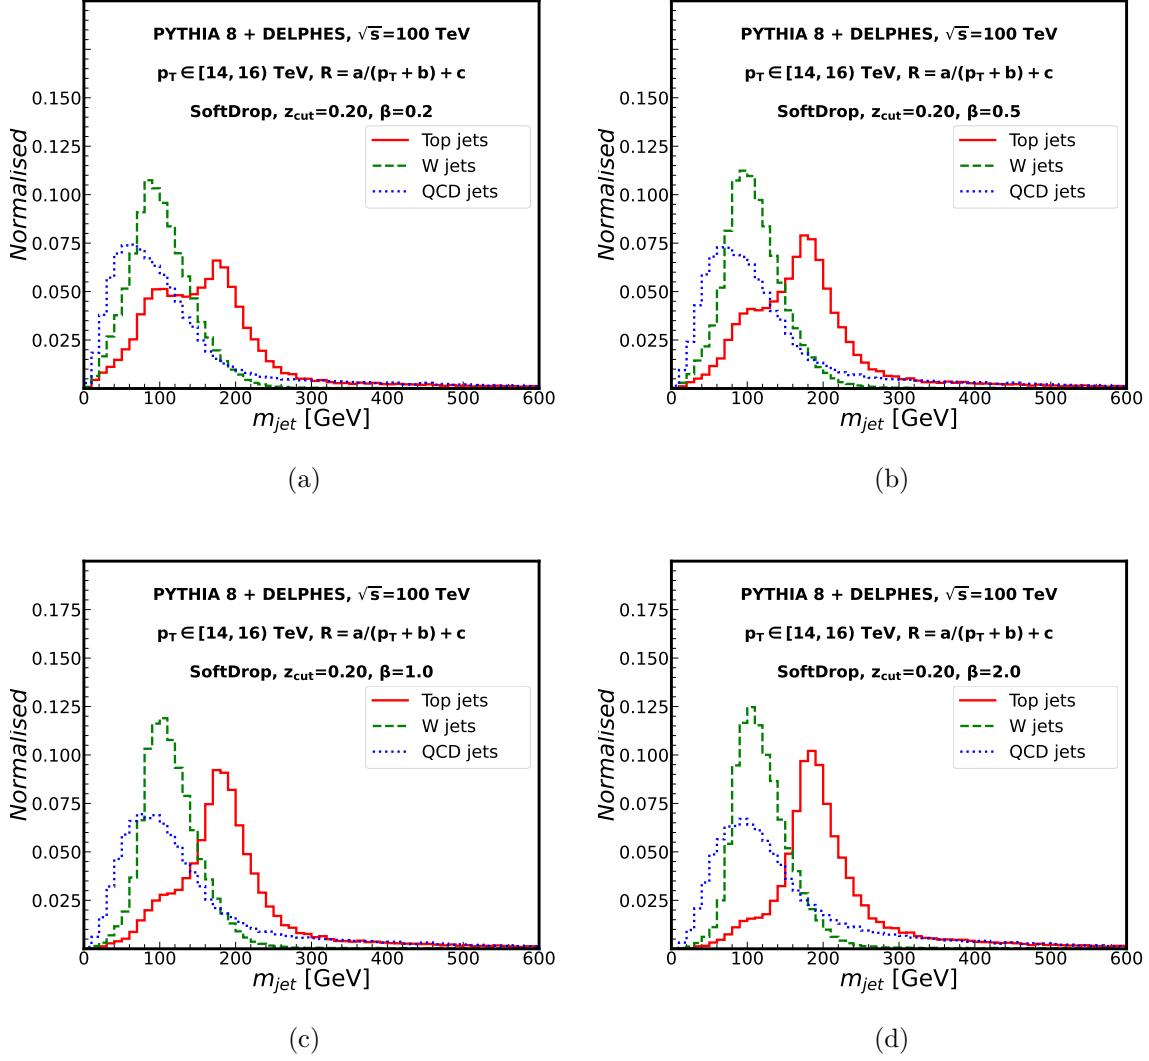 PYTHIA 8 + DELPHES, √s=100 TeV
p_T ∈ [14, 16) TeV, R = a/(p_T + b) + c
SoftDrop, z_cut=0.20, β=0.2
Top jets
W jets
QCD jets
Normalised
0.150
0.125
0.100
0.075
0.050
0.025
0 100 200 300 400 500 600
m_jet [GeV]
(a)
PYTHIA 8 + DELPHES, √s=100 TeV
p_T ∈ [14, 16) TeV, R = a/(p_T + b) + c
SoftDrop, z_cut=0.20, β=0.5
Top jets
W jets
QCD jets
Normalised
0.150
0.125
0.100
0.075
0.050
0.025
0 100 200 300 400 500 600
m_jet [GeV]
(b)
PYTHIA 8 + DELPHES, √s=100 TeV
p_T ∈ [14, 16) TeV, R = a/(p_T + b) + c
SoftDrop, z_cut=0.20, β=1.0
Top jets
W jets
QCD jets
Normalised
0.175
0.150
0.125
0.100
0.075
0.050
0.025
0 100 200 300 400 500 600
m_jet [GeV]
(c)
PYTHIA 8 + DELPHES, √s=100 TeV
p_T ∈ [14, 16) TeV, R = a/(p_T + b) + c
SoftDrop, z_cut=0.20, β=2.0
Top jets
W jets
QCD jets
Normalised
0.175
0.150
0.125
0.100
0.075
0.050
0.025
0 100 200 300 400 500 600
m_jet [GeV]
(d)